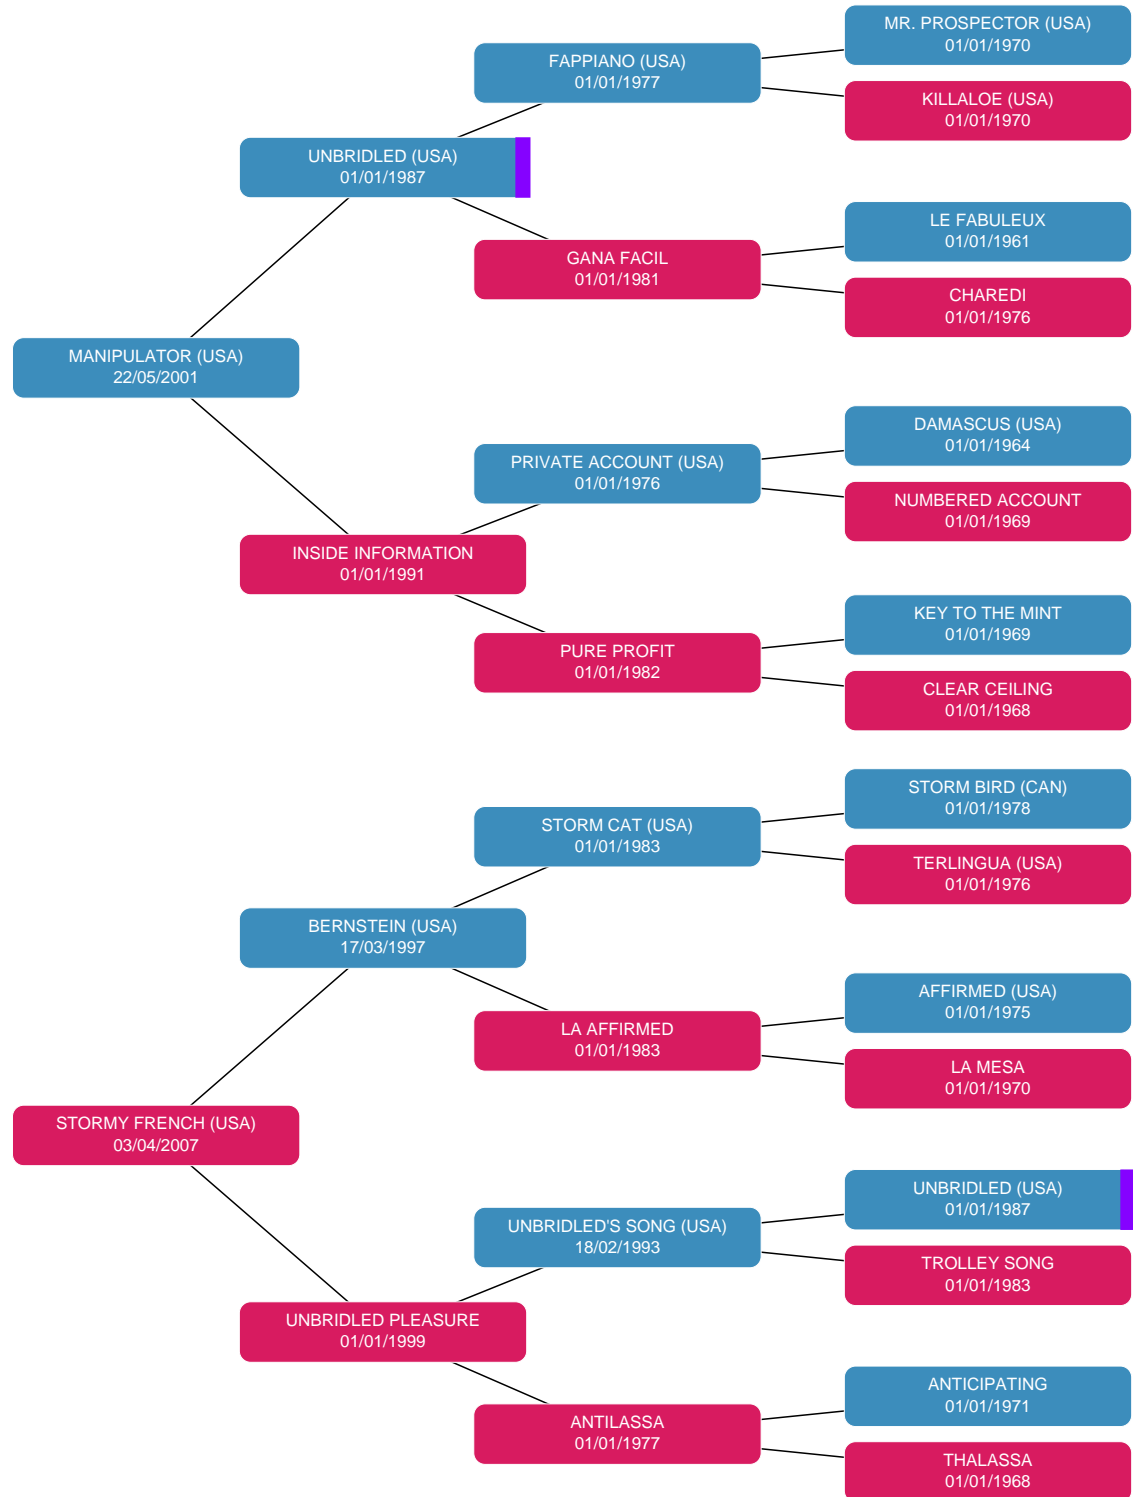 MR. PROSPECTOR (USA)
01/01/1970
FAPPIANO (USA)
01/01/1977
KILLALOE (USA)
01/01/1970
UNBRIDLED (USA)
01/01/1987
LE FABULEUX
01/01/1961
GANA FACIL
01/01/1981
CHAREDI
01/01/1976
MANIPULATOR (USA)
22/05/2001
DAMASCUS (USA)
01/01/1964
PRIVATE ACCOUNT (USA)
01/01/1976
NUMBERED ACCOUNT
01/01/1969
INSIDE INFORMATION
01/01/1991
KEY TO THE MINT
01/01/1969
PURE PROFIT
01/01/1982
CLEAR CEILING
01/01/1968
STORM BIRD (CAN)
01/01/1978
STORM CAT (USA)
01/01/1983
TERLINGUA (USA)
01/01/1976
BERNSTEIN (USA)
17/03/1997
AFFIRMED (USA)
01/01/1975
LA AFFIRMED
01/01/1983
LA MESA
01/01/1970
STORMY FRENCH (USA)
03/04/2007
UNBRIDLED (USA)
01/01/1987
UNBRIDLED'S SONG (USA)
18/02/1993
TROLLEY SONG
01/01/1983
UNBRIDLED PLEASURE
01/01/1999
ANTICIPATING
01/01/1971
ANTILASSA
01/01/1977
THALASSA
01/01/1968